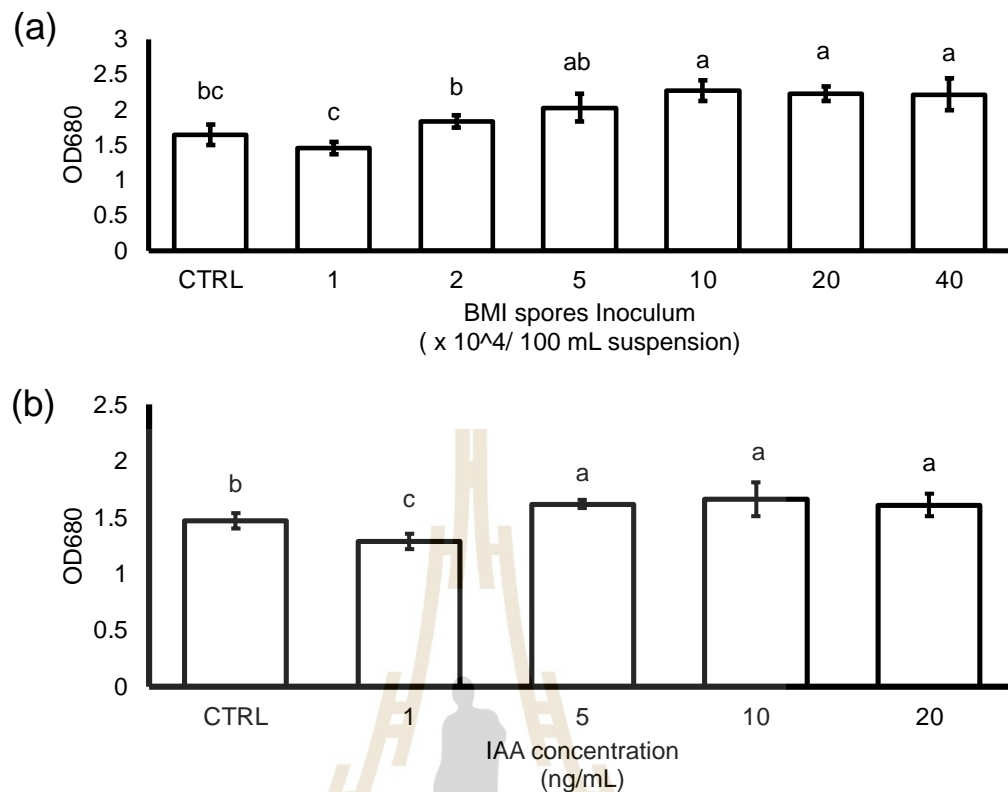 (a)
3
2.5
2
1.5
1
0.5
0
OD680
bc
c
b
ab
a
a
a
CTRL 1 2 5 10 20 40
BMI spores Inoculum
( x 10^4/ 100 mL suspension)
(b)
2.5
2
1.5
1
0.5
0
OD680
b
c
a
a
a
CTRL 1 5 10 20
IAA concentration
(ng/mL)